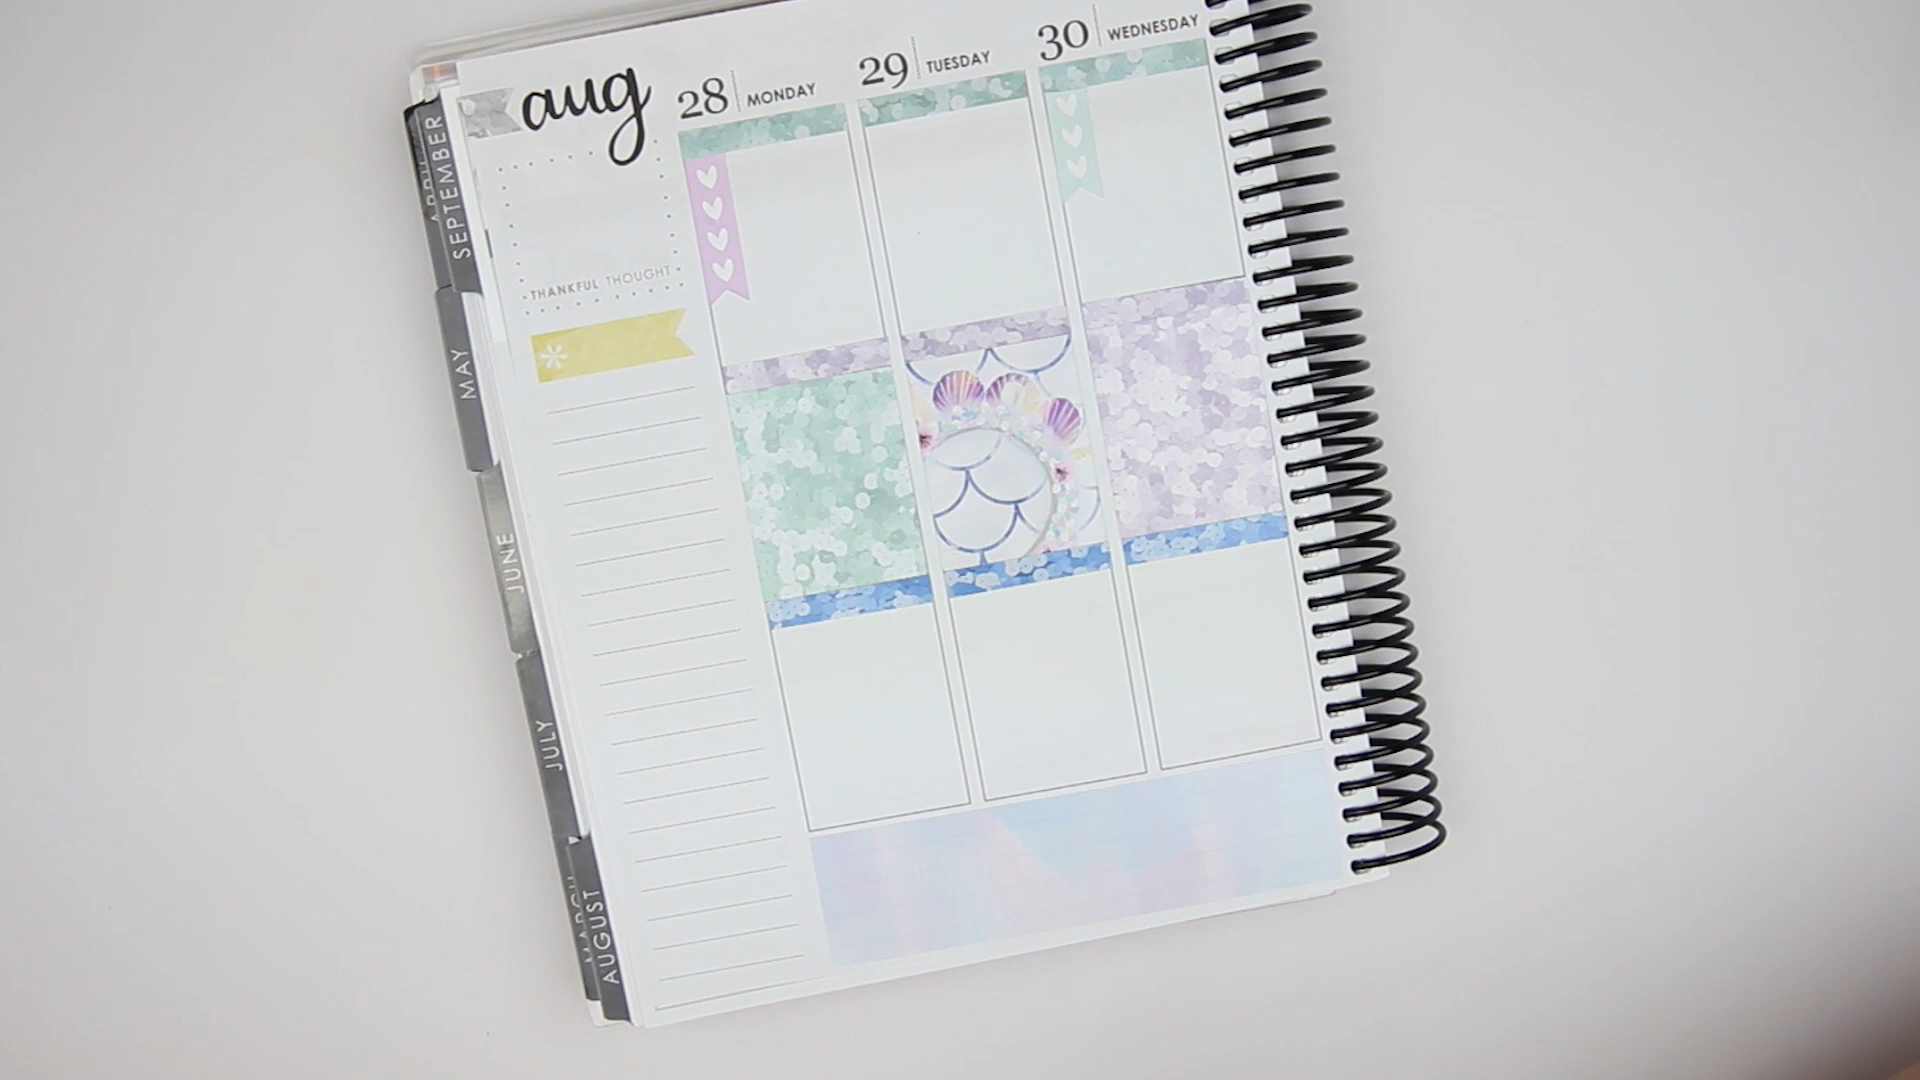 aug
28 MONDAY
29 TUESDAY
30 WEDNESDAY
THANKFUL THOUGHT
SEPTEMBER
MAY
JUNE
JULY
AUGUST